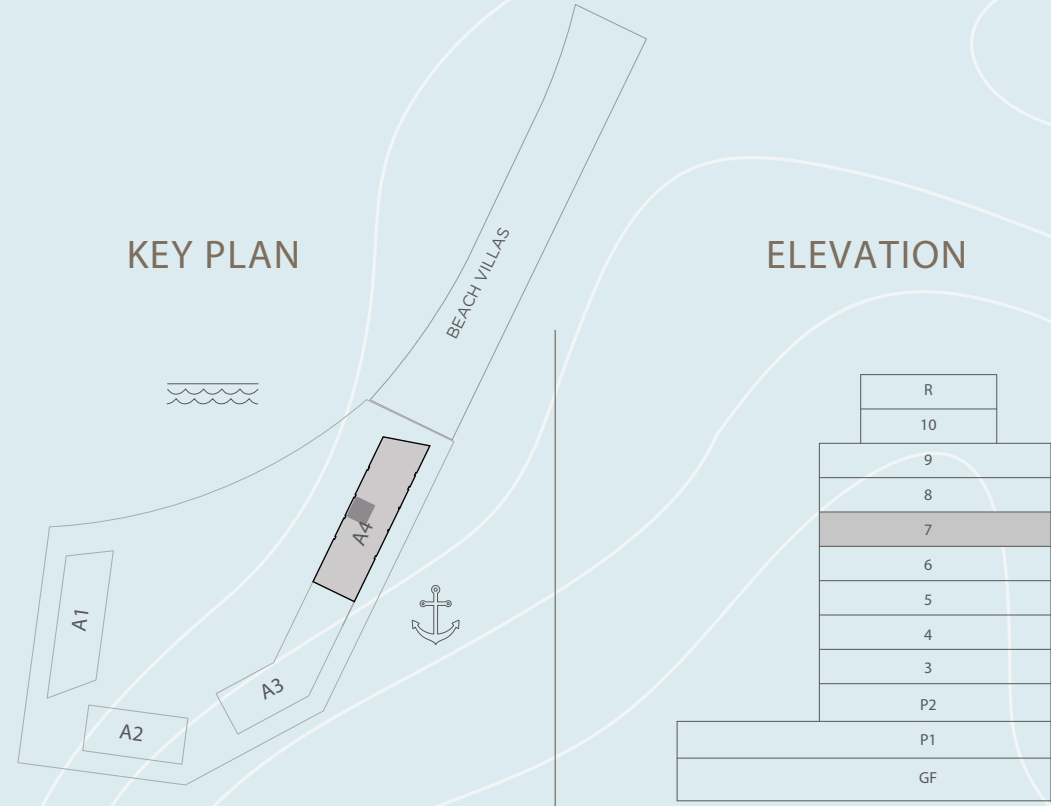 KEY PLAN
ELEVATION
BEACH VILLAS
A4
A1
A3
A2
R
10
9
8
7
6
5
4
3
P2
P1
GF